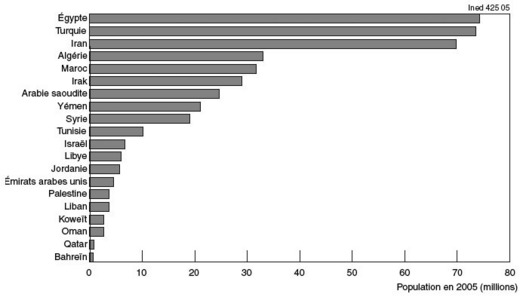 Ined 425 05
Égypte
Turquie
Iran
Algérie
Maroc
Irak
Arabie saoudite
Yémen
Syrie
Tunisie
Israël
Libye
Jordanie
Émirats arabes unis
Palestine
Liban
Koweït
Oman
Qatar
Bahreïn
0 10 20 30 40 50 60 70 80
Population en 2005 (millions)